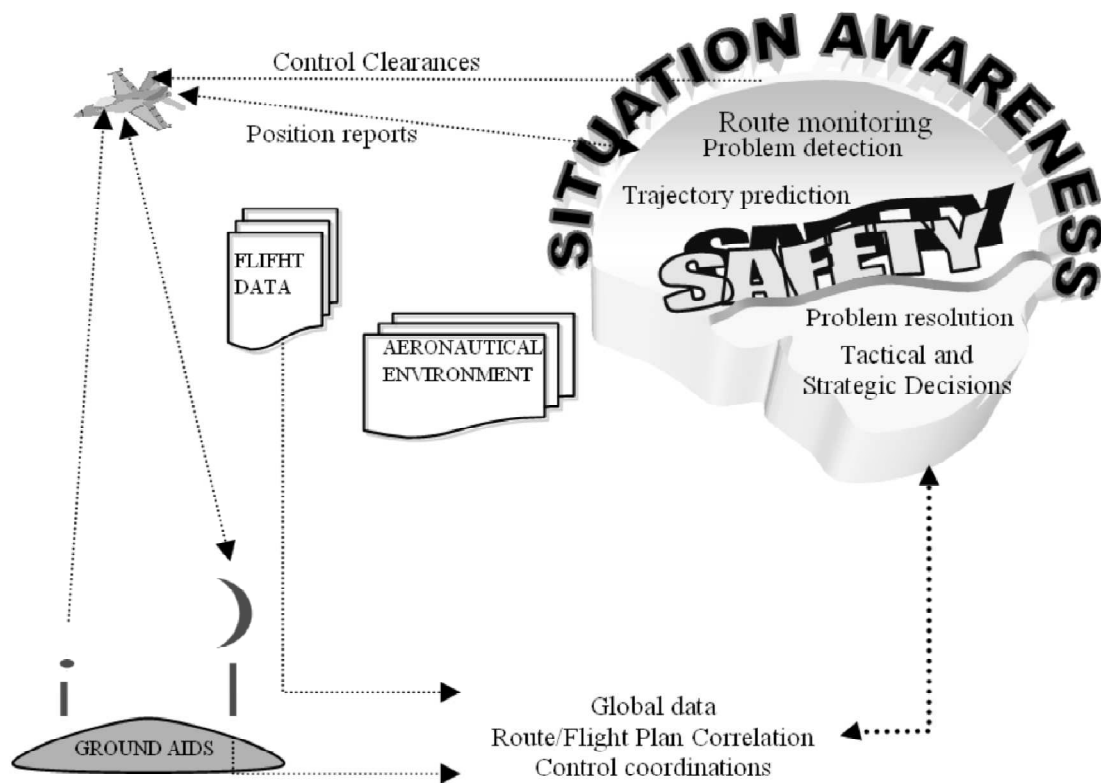 SITUATION AWARENESS
Control Clearances
Position reports
Route monitoring
Problem detection
Trajectory prediction
SAFETY
FLIFHT
DATA
AERONAUTICAL
ENVIRONMENT
Problem resolution
Tactical and
Strategic Decisions
Global data
Route/Flight Plan Correlation
Control coordinations
GROUND AIDS